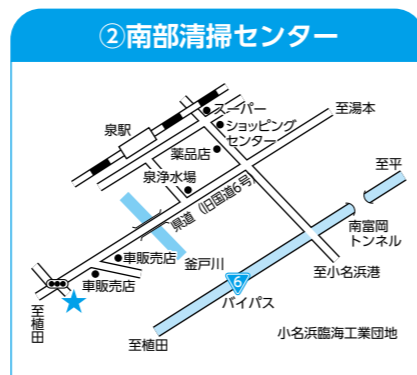 ②南部清掃センター
スーパー
ショッピング
センター
泉駅
至湯本
薬品店
泉浄水場
至平
県道(旧国道6号)
南富岡
トンネル
車販売店
釜戸川
至小名浜港
車販売店
6
バイパス
至植田
至植田
小名浜臨海工業団地